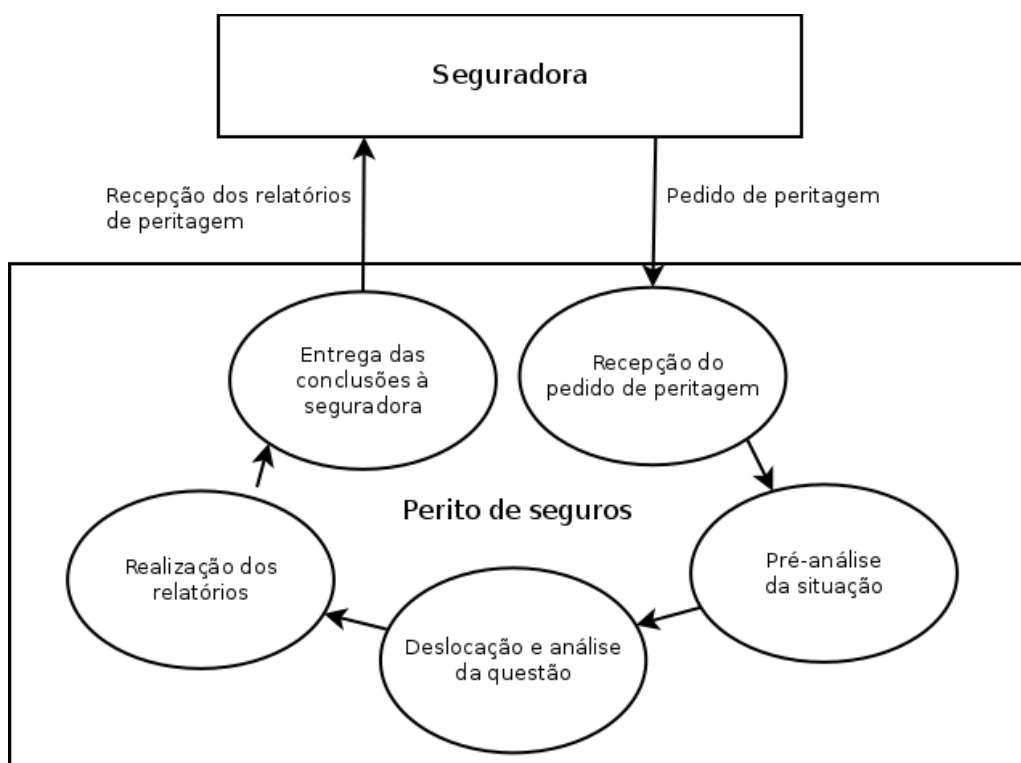 Seguradora
Recepção dos relatórios
de peritagem
Pedido de peritagem
Entrega das
conclusões à
seguradora
Recepção do
pedido de peritagem
Perito de seguros
Realização dos
relatórios
Pré-análise
da situação
Deslocação e análise
da questão